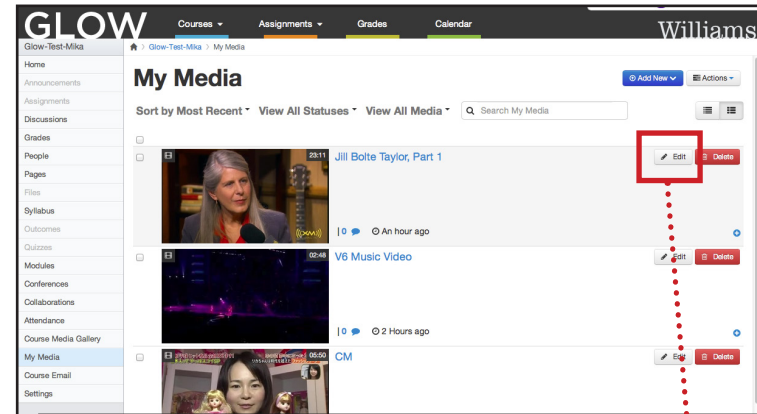 GLOW
Courses
Assignments
Grades
Calendar
Williams
Glow-Test-Mika
Glow-Test-Mika > My Media
Home
Announcements
Assignments
Discussions
Grades
People
Pages
Files
Syllabus
Outcomes
Quizzes
Modules
Conferences
Collaborations
Attendance
Course Media Gallery
My Media
Course Email
Settings
My Media
Add New
Actions
Sort by Most Recent View All Statuses View All Media Search My Media
23:11 Jill Bolte Taylor, Part 1 Edit Delete
((XM))
| 0 An hour ago
02:48 V6 Music Video Edit Delete
| 0 2 Hours ago
05:50 CM Edit Delete